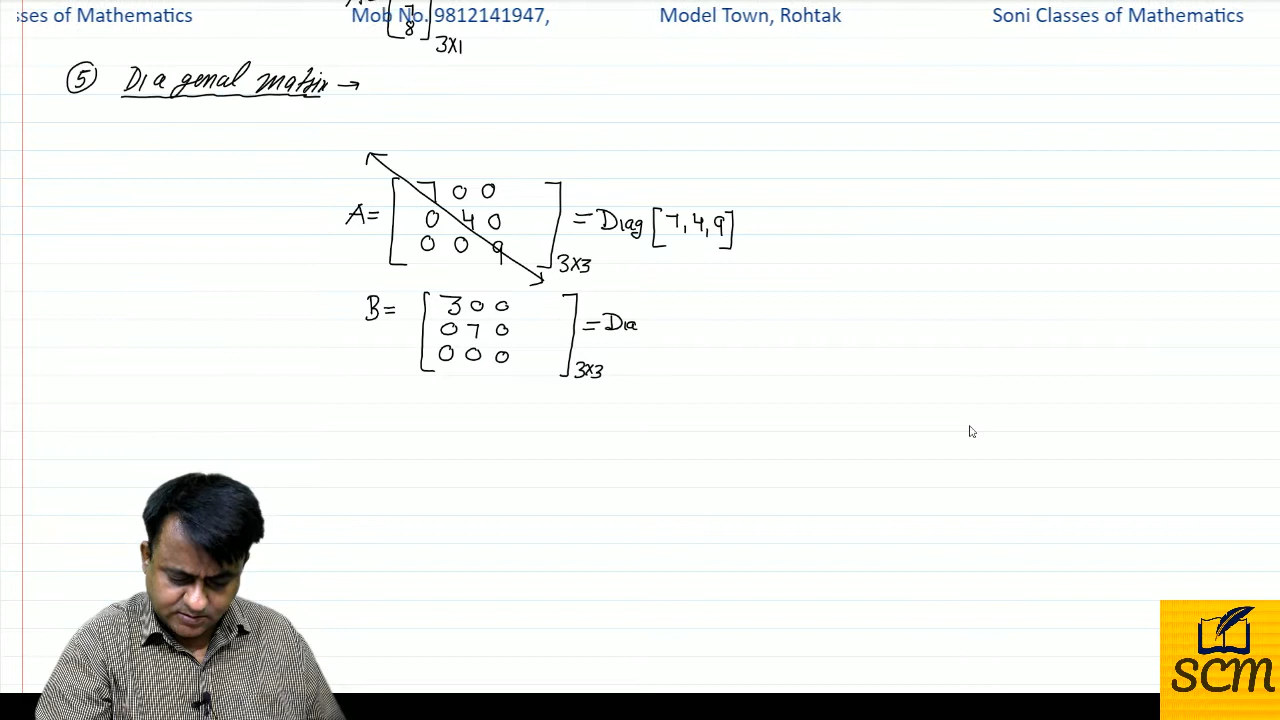 sses of Mathematics Mob No. 9812141947, Model Town, Rohtak Soni Classes of Mathematics
7
8
3X1
5 Diagenal matrix →
A= [ 7 0 0
0 4 0
0 0 9 ] 3X3 = Diag [7,4,9]
B= [ 3 0 0
0 7 0
0 0 0 ] 3X3 = Dia
SCM